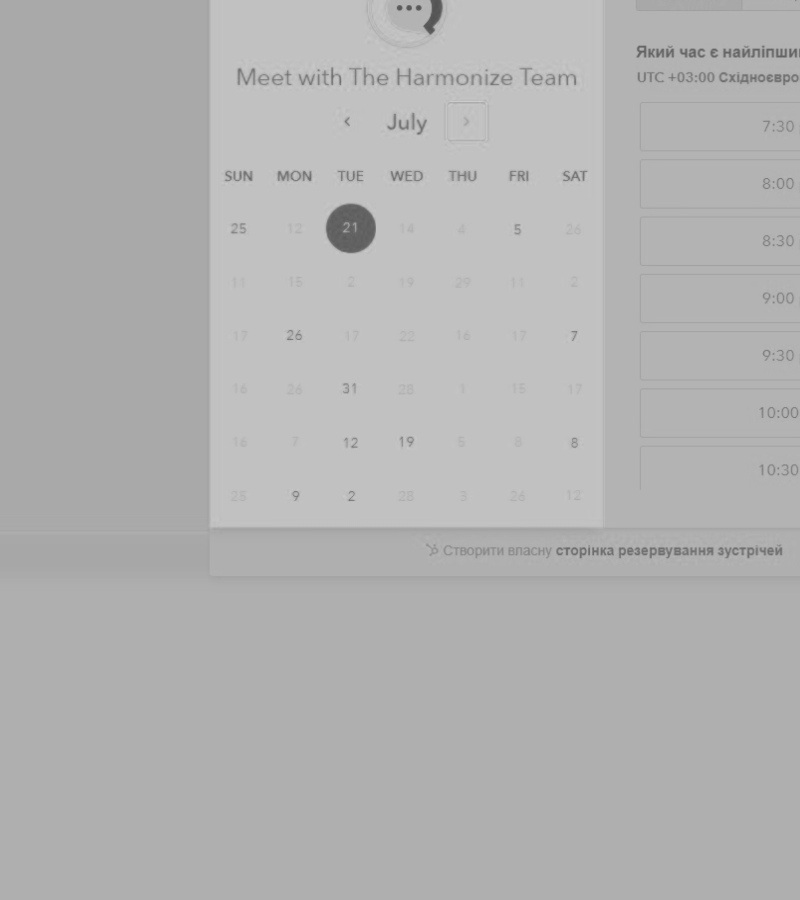 Meet with The Harmonize Team
July
SUN MON TUE WED THU FRI SAT
25 12 21 14 4 5 26
11 15 2 19 29 11 2
17 26 17 22 16 17 7
16 26 31 28 1 15 17
16 7 12 19 5 8 8
25 9 2 28 3 26 12
Створити власну сторінка резервування зустрічей
Який час є найліпши
UTC +03:00 Східноєвро
7:30
8:00
8:30
9:00
9:30
10:00
10:30